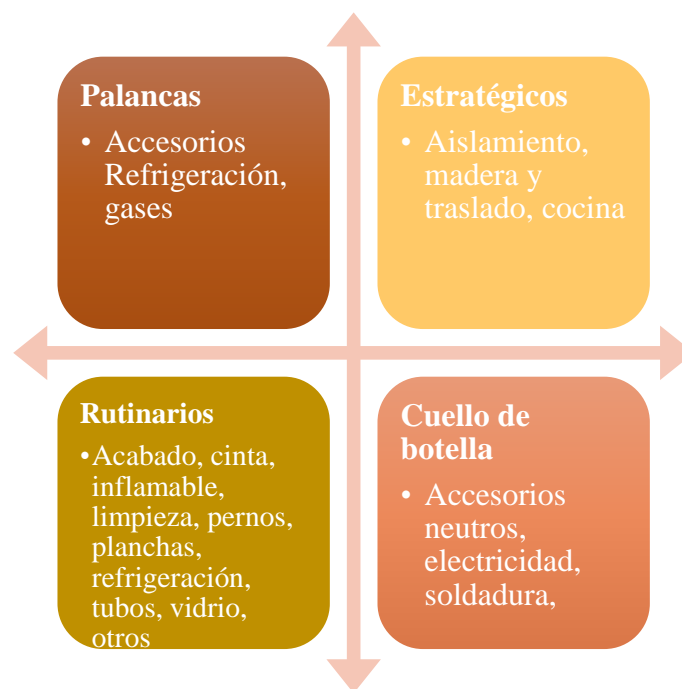 Palancas
• Accesorios
Refrigeración,
gases
Estratégicos
• Aislamiento,
madera y
traslado, cocina
Rutinarios
•Acabado, cinta,
inflamable,
limpieza, pernos,
planchas,
refrigeración,
tubos, vidrio,
otros
Cuello de
botella
• Accesorios
neutros,
electricidad,
soldadura,